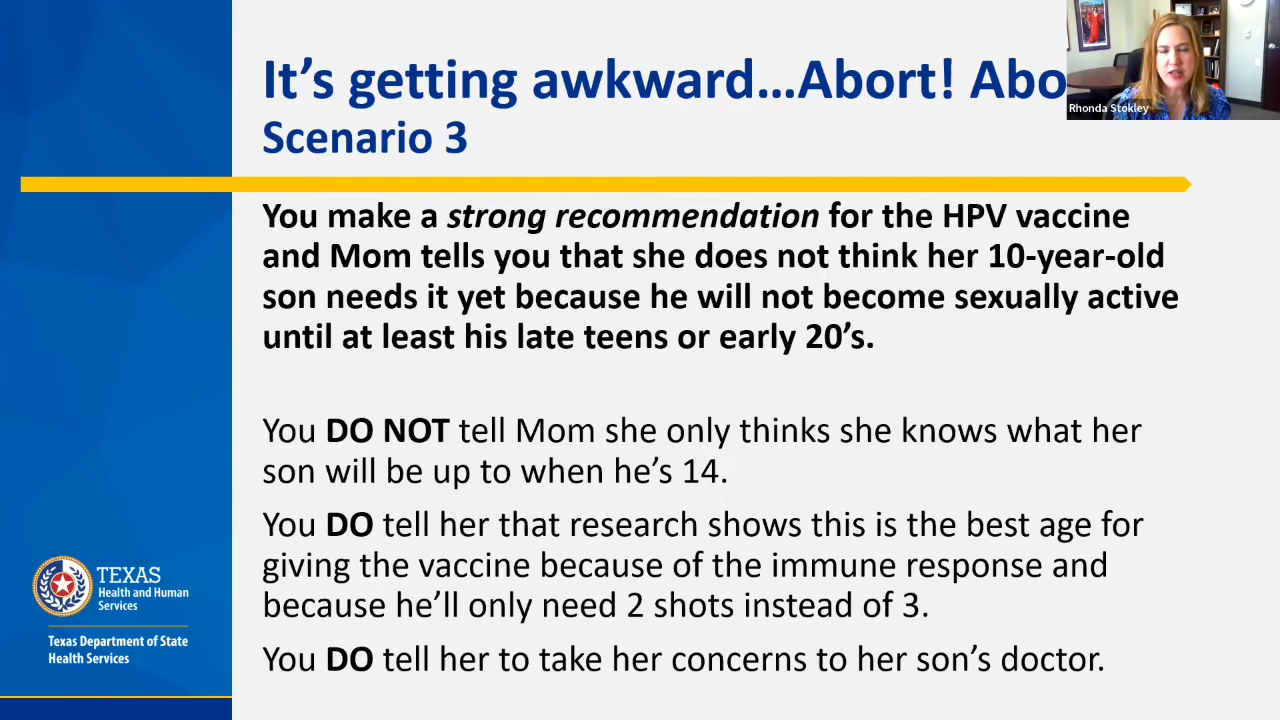 It's getting awkward...Abort! Abo
Scenario 3
Rhonda Stokley
You make a strong recommendation for the HPV vaccine
and Mom tells you that she does not think her 10-year-old
son needs it yet because he will not become sexually active
until at least his late teens or early 20's.
You DO NOT tell Mom she only thinks she knows what her
son will be up to when he's 14.
You DO tell her that research shows this is the best age for
giving the vaccine because of the immune response and
because he'll only need 2 shots instead of 3.
You DO tell her to take her concerns to her son's doctor.
TEXAS
Health and Human
Services
Texas Department of State
Health Services